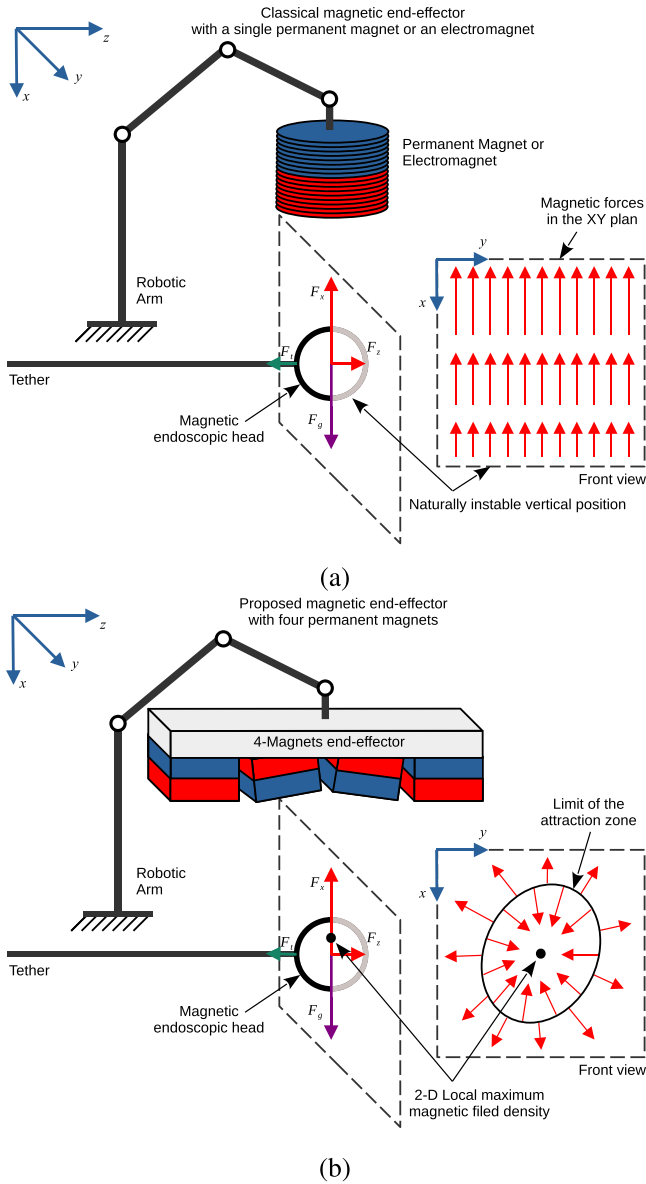 Classical magnetic end-effector
with a single permanent magnet or an electromagnet
z
y
x
Permanent Magnet or
Electromagnet
Magnetic forces
in the XY plan
y
x
Robotic
Arm
Fx
Ft
Fz
Tether
Fg
Magnetic
endoscopic head
Front view
Naturally instable vertical position
(a)
Proposed magnetic end-effector
with four permanent magnets
z
y
x
4-Magnets end-effector
Limit of the
attraction zone
y
x
Robotic
Arm
Fx
Ft
Fz
Tether
Fg
Magnetic
endoscopic head
Front view
2-D Local maximum
magnetic filed density
(b)